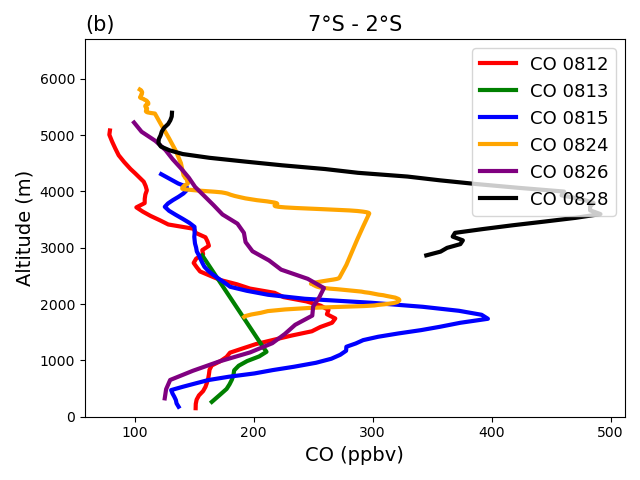 (b)
7°S - 2°S
CO 0812
CO 0813
CO 0815
CO 0824
CO 0826
CO 0828
Altitude (m)
6000
5000
4000
3000
2000
1000
0
100 200 300 400 500
CO (ppbv)